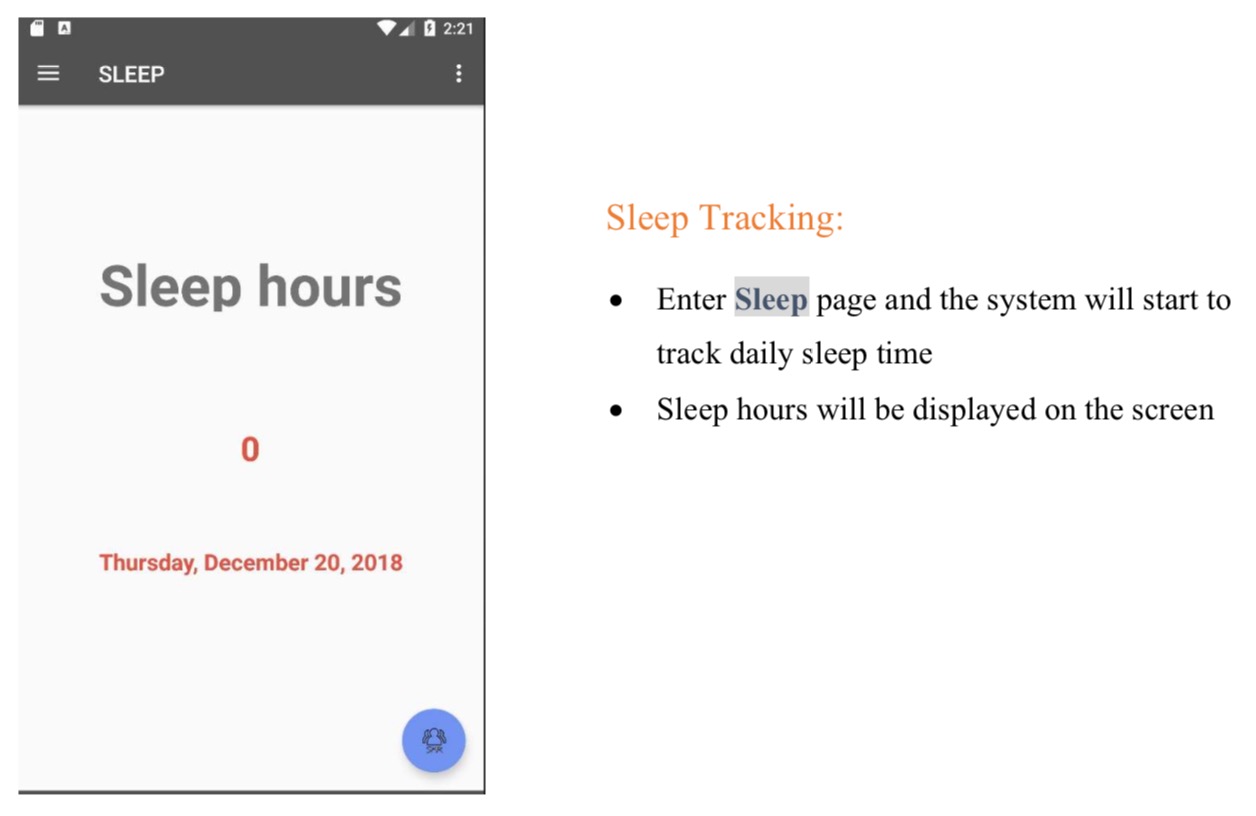 2:21
SLEEP
Sleep hours
0
Thursday, December 20, 2018
Sleep Tracking:
• Enter Sleep page and the system will start to
track daily sleep time
• Sleep hours will be displayed on the screen